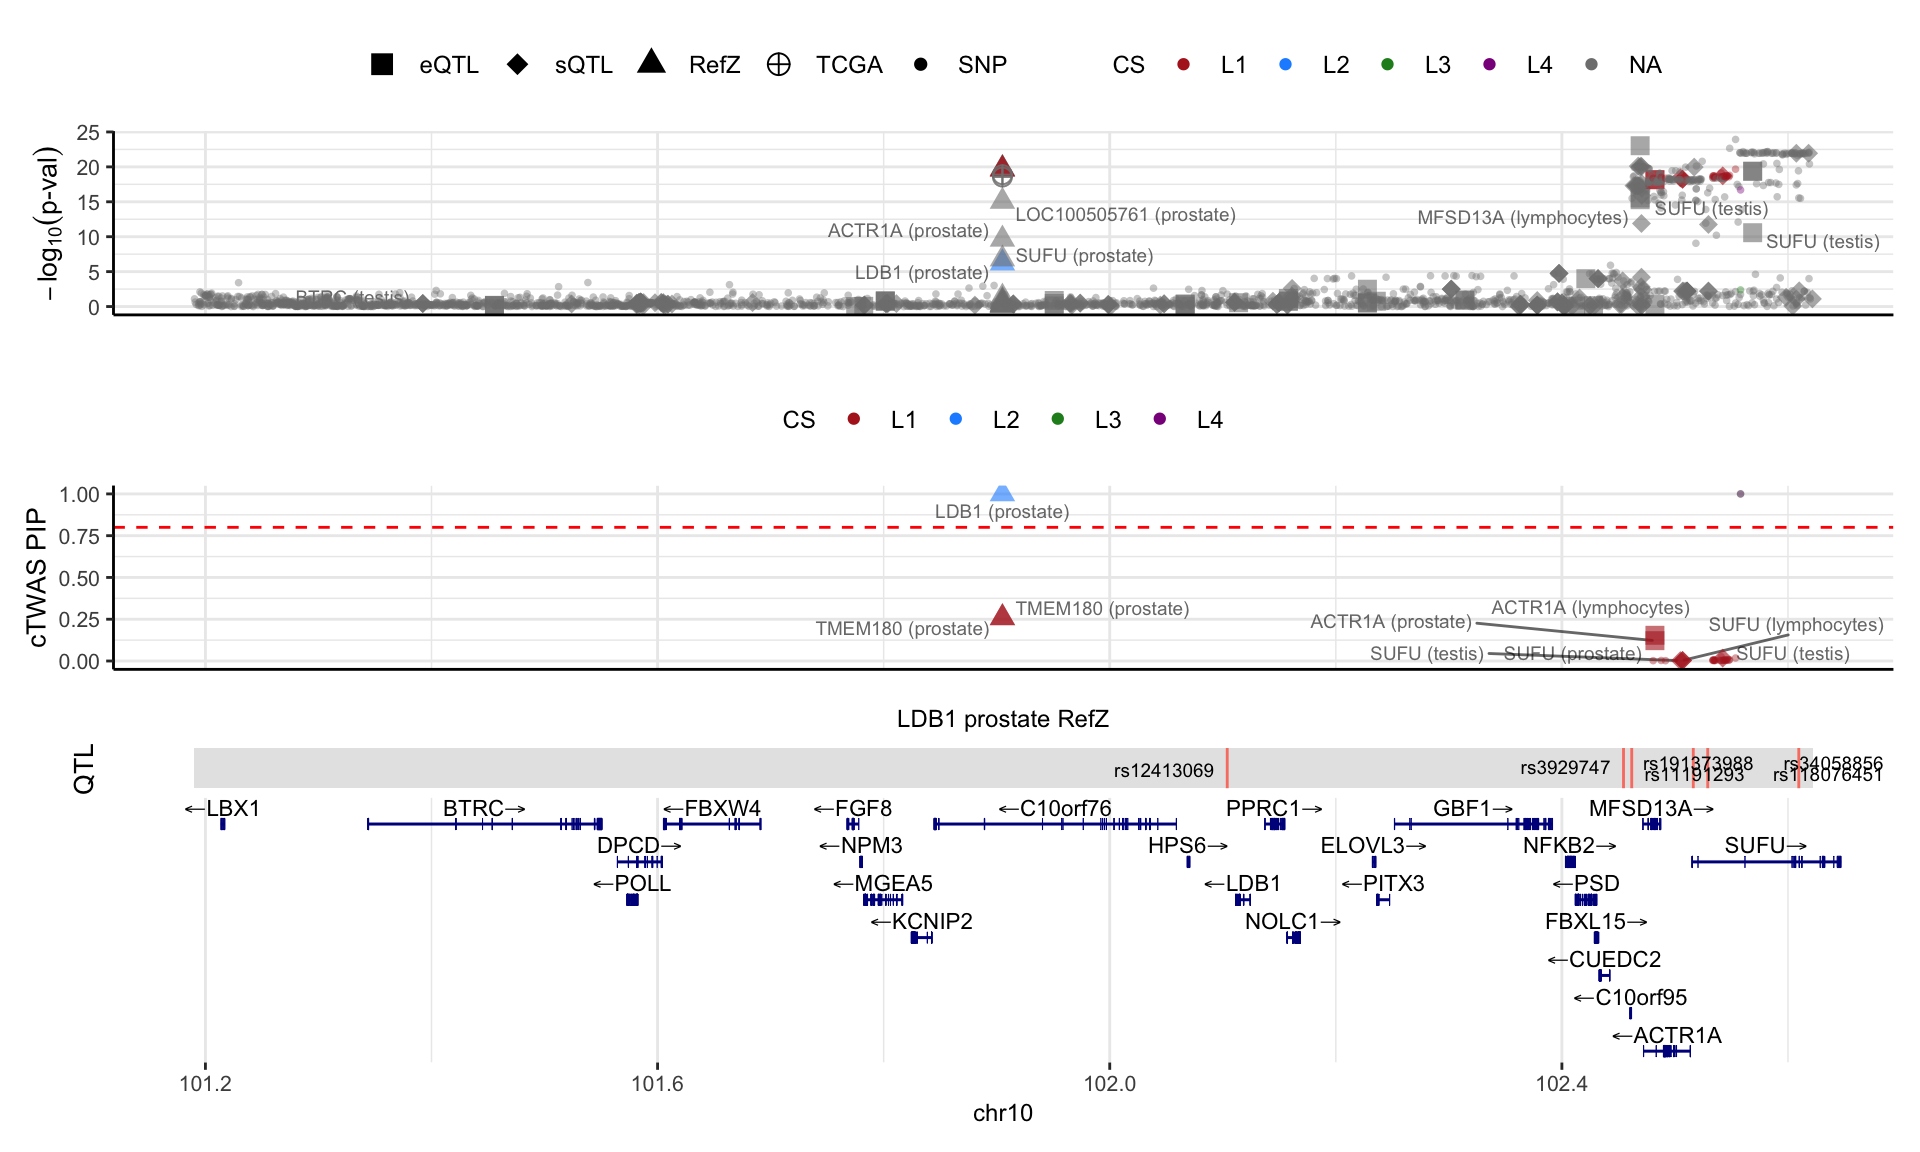 eQTL sQTL RefZ TCGA SNP CS L1 L2 L3 L4 NA
−log10(p-val)
25
20
15
10
5
0
LOC100505761 (prostate)
ACTR1A (prostate)
SUFU (prostate)
LDB1 (prostate)
BTRC (testis)
MFSD13A (lymphocytes)
SUFU (testis)
SUFU (testis)
CS L1 L2 L3 L4
cTWAS PIP
1.00
0.75
0.50
0.25
0.00
LDB1 (prostate)
TMEM180 (prostate)
TMEM180 (prostate)
ACTR1A (lymphocytes)
ACTR1A (prostate)
SUFU (lymphocytes)
SUFU (testis)
SUFU (prostate)
SUFU (testis)
LDB1 prostate RefZ
QTL
rs12413069
rs3929747
rs191373988
rs11191293
rs34058856
rs118076451
←LBX1
BTRC→
←FBXW4
←FGF8
←C10orf76
PPRC1→
GBF1→
MFSD13A→
DPCD→
←NPM3
HPS6→
ELOVL3→
NFKB2→
SUFU→
←POLL
←MGEA5
←LDB1
←PITX3
←PSD
←KCNIP2
NOLC1→
FBXL15→
←CUEDC2
←C10orf95
←ACTR1A
101.2 101.6 102.0 102.4
chr10